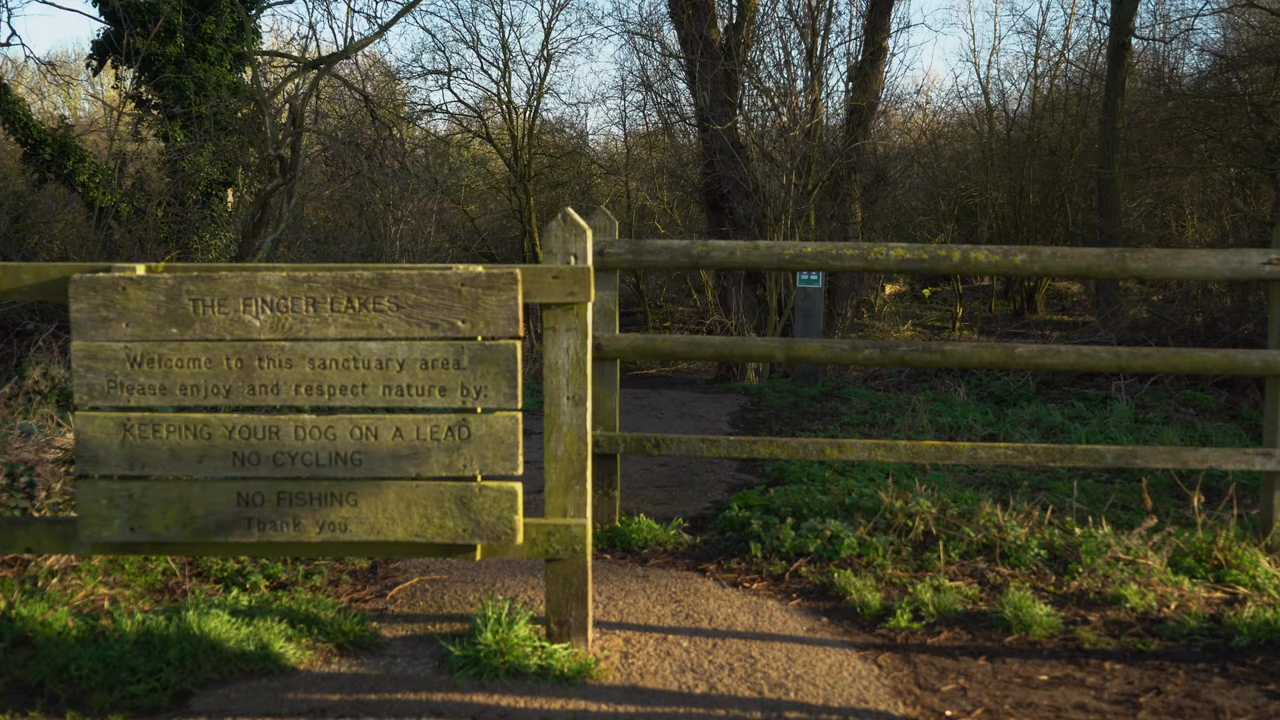 THE FINGER LAKES
Welcome to this sanctuary area.
Please enjoy and respect nature by:
KEEPING YOUR DOG ON A LEAD
NO CYCLING
NO FISHING
Thank you.